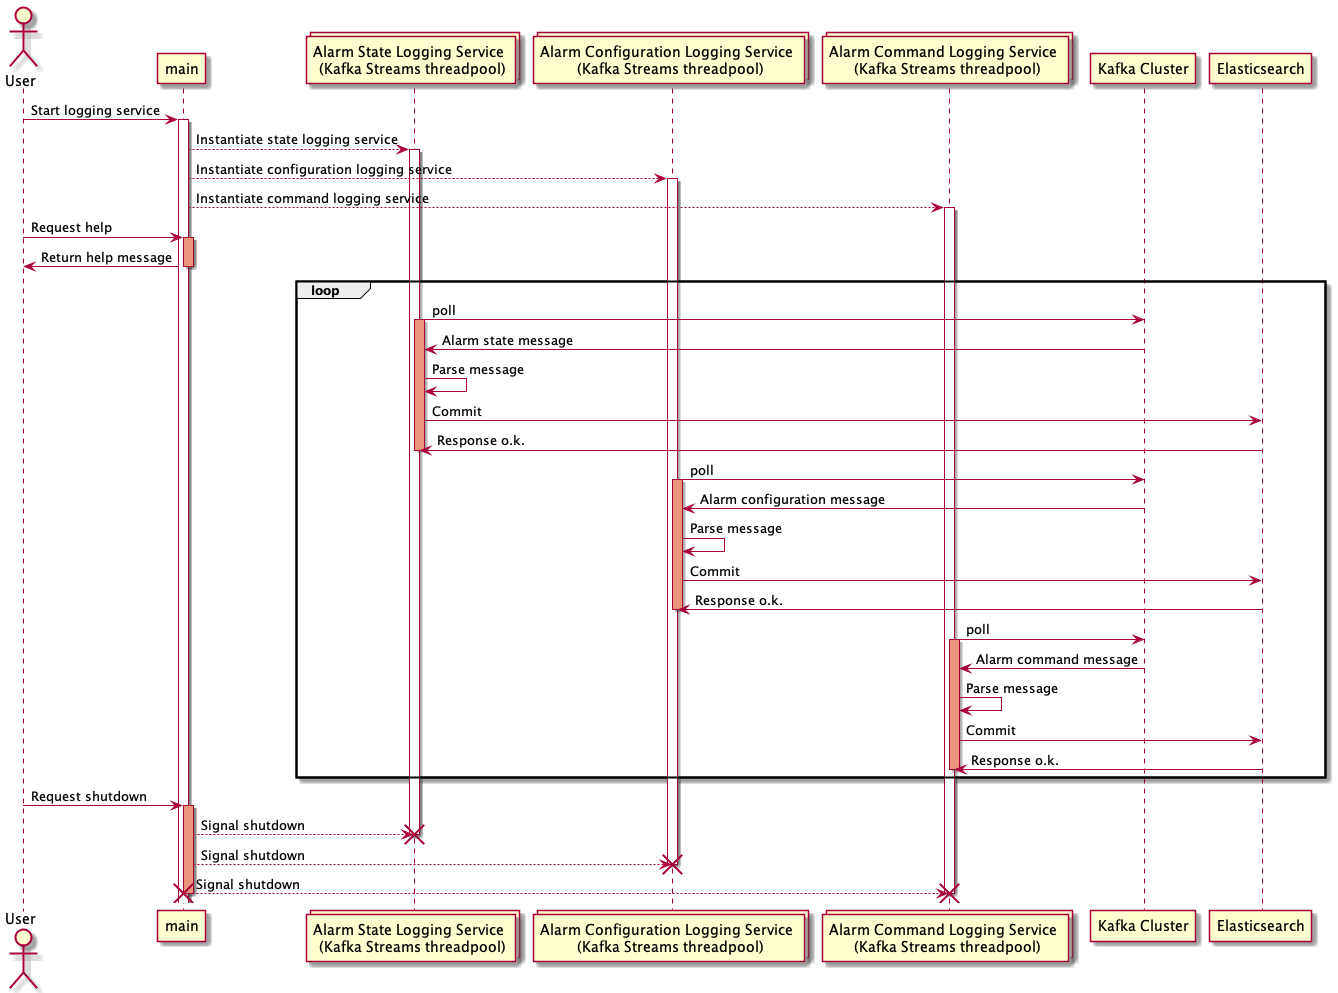 User
main
Alarm State Logging Service
(Kafka Streams threadpool)
Alarm Configuration Logging Service
(Kafka Streams threadpool)
Alarm Command Logging Service
(Kafka Streams threadpool)
Kafka Cluster
Elasticsearch
Start logging service
Instantiate state logging service
Instantiate configuration logging service
Instantiate command logging service
Request help
Return help message
loop
poll
Alarm state message
Parse message
Commit
Response o.k.
poll
Alarm configuration message
Parse message
Commit
Response o.k.
poll
Alarm command message
Parse message
Commit
Response o.k.
Request shutdown
Signal shutdown
Signal shutdown
Signal shutdown
User
main
Alarm State Logging Service
(Kafka Streams threadpool)
Alarm Configuration Logging Service
(Kafka Streams threadpool)
Alarm Command Logging Service
(Kafka Streams threadpool)
Kafka Cluster
Elasticsearch